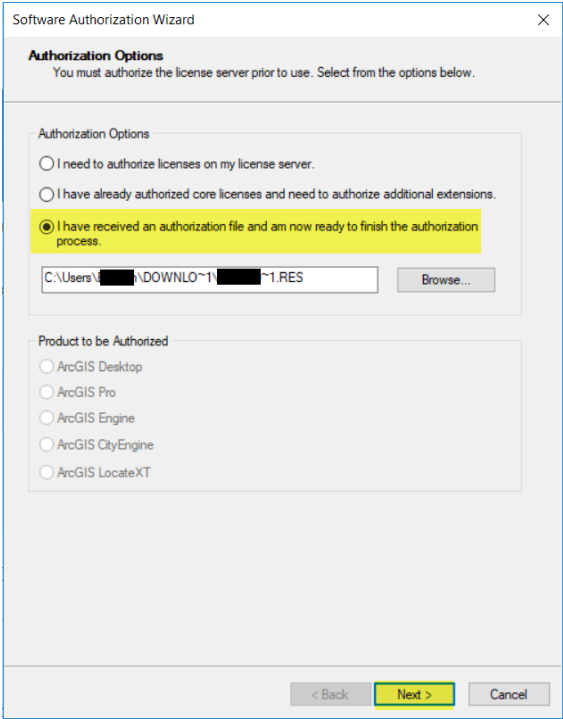 Software Authorization Wizard
Authorization Options
You must authorize the license server prior to use. Select from the options below.
Authorization Options
I need to authorize licenses on my license server.
I have already authorized core licenses and need to authorize additional extensions.
I have received an authorization file and am now ready to finish the authorization
process.
C:\Users\ \DOWNLO~1\ ~1.RES
Browse...
Product to be Authorized
ArcGIS Desktop
ArcGIS Pro
ArcGIS Engine
ArcGIS CityEngine
ArcGIS LocateXT
< Back
Next >
Cancel